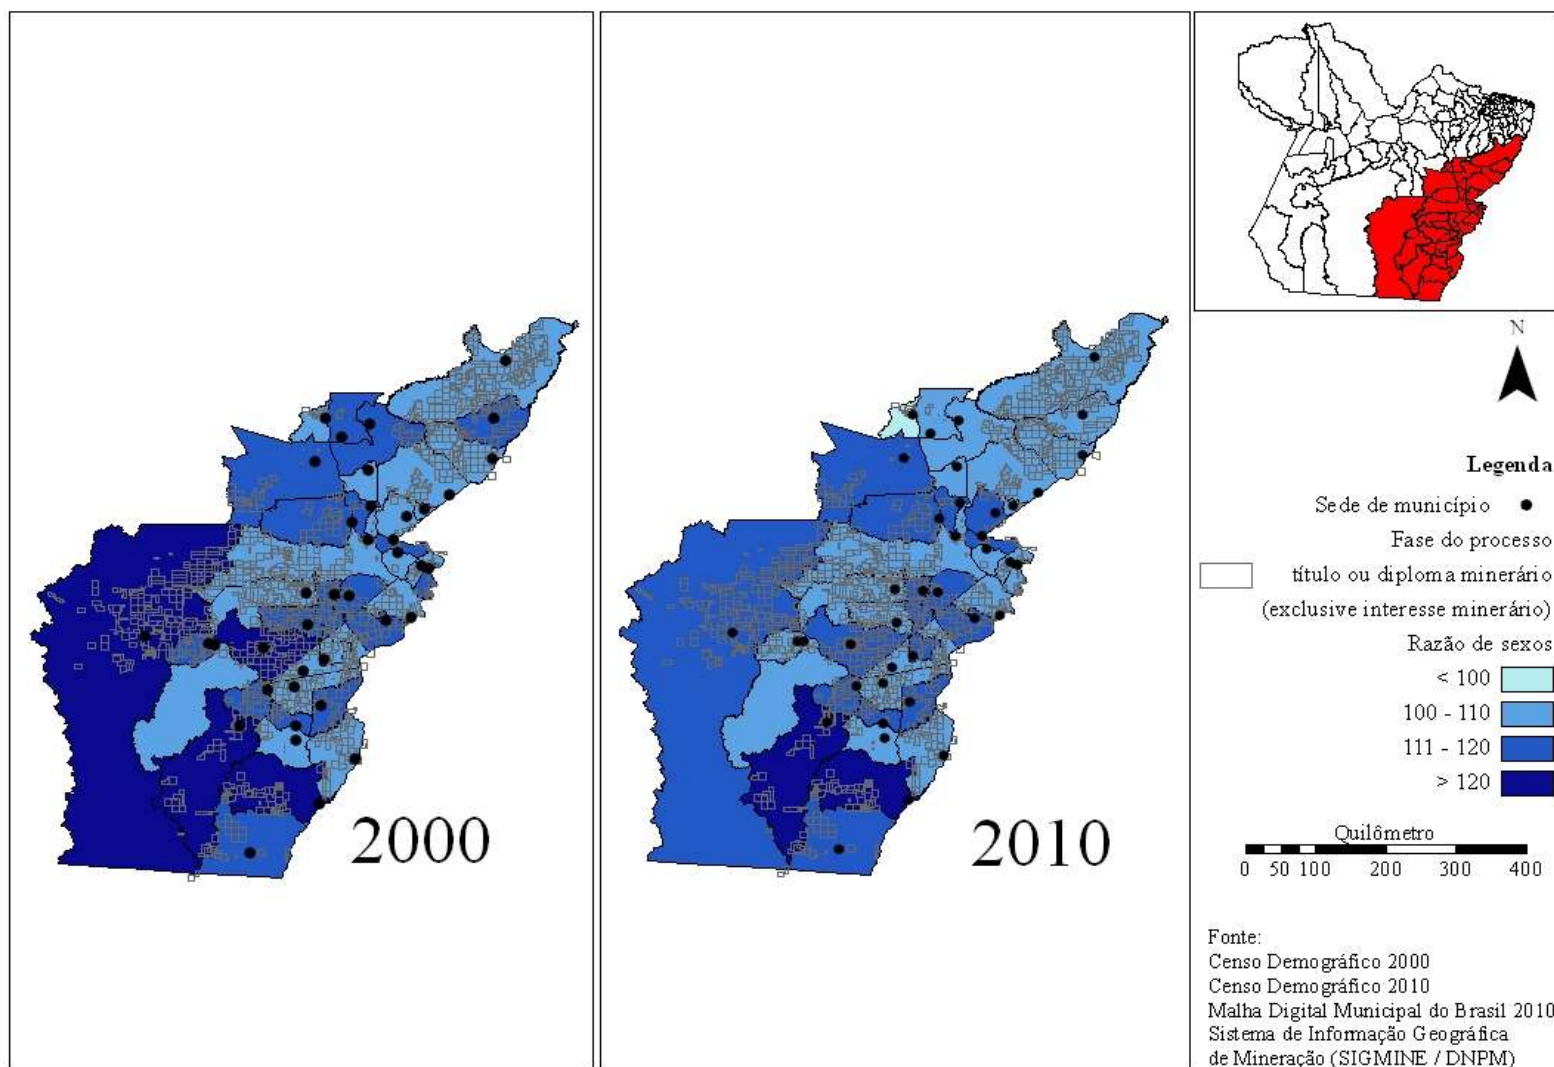 2000
2010
N
Legenda
Sede de município
Fase do processo
título ou diploma minerário
(exclusive interesse minerário)
Razão de sexos
< 100
100 - 110
111 - 120
> 120
Quilômetro
0 50 100 200 300 400
Fonte:
Censo Demográfico 2000
Censo Demográfico 2010
Malha Digital Municipal do Brasil 2010
Sistema de Informação Geográfica
de Mineração (SIGMINE / DNPM)